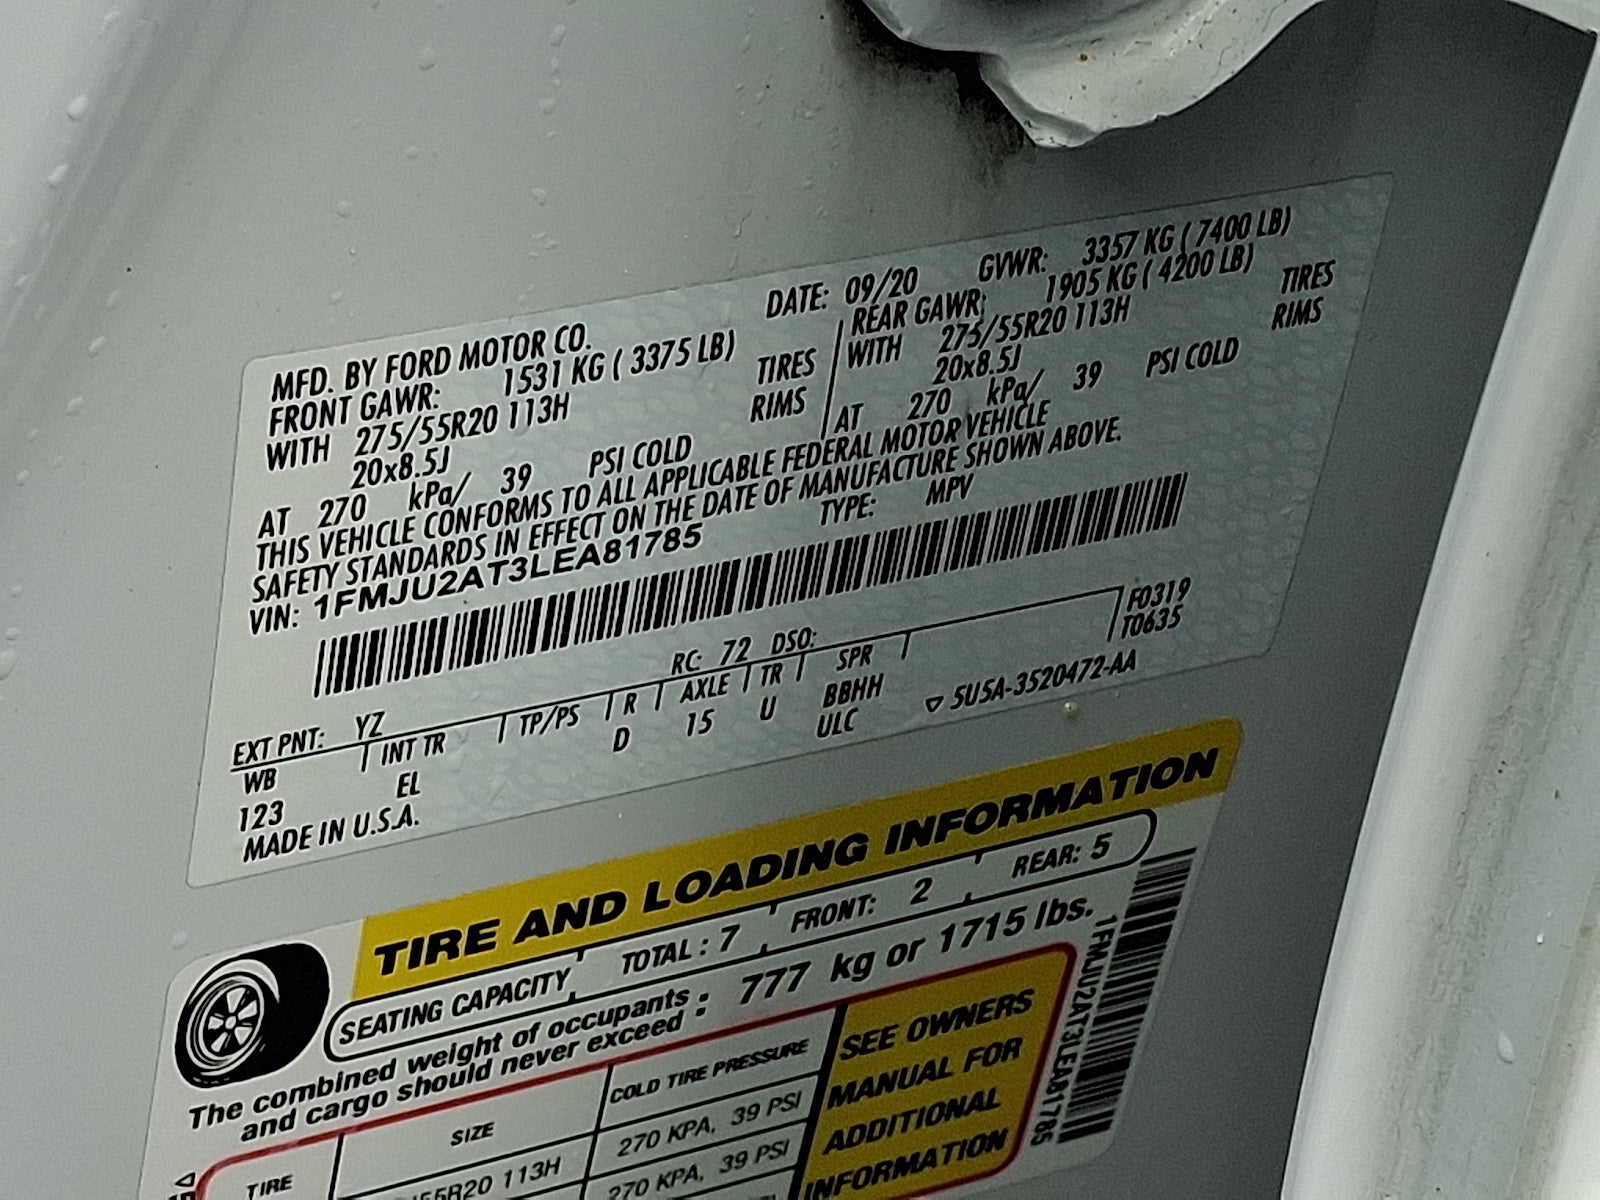 DATE: 09/20 GVWR: 3357 KG ( 7400 LB)
MFD. BY FORD MOTOR CO.
FRONT GAWR: 1531 KG ( 3375 LB)
WITH 275/55R20 113H TIRES
20x8.5J RIMS
AT 270 kPa/ 39 PSI COLD
REAR GAWR: 1905 KG ( 4200 LB)
WITH 275/55R20 113H TIRES
20x8.5J RIMS
AT 270 kPa/ 39 PSI COLD
THIS VEHICLE CONFORMS TO ALL APPLICABLE FEDERAL MOTOR VEHICLE
SAFETY STANDARDS IN EFFECT ON THE DATE OF MANUFACTURE SHOWN ABOVE.
VIN: 1FMJU2AT3LEA81785 TYPE: MPV
F0319
T0635
EXT PNT: YZ RC: 72 DSO:
WB INT TR TP/PS R AXLE TR SPR
123 EL D 15 U BBHH
ULC
MADE IN U.S.A. ▽ 5U5A-3520472-AA
TIRE AND LOADING INFORMATION
SEATING CAPACITY TOTAL : 7 FRONT: 2 REAR: 5
The combined weight of occupants
and cargo should never exceed : 777 kg or 1715 lbs.
TIRE SIZE COLD TIRE PRESSURE
55R20 113H 270 KPA, 39 PSI
270 KPA, 39 PSI
SEE OWNERS
MANUAL FOR
ADDITIONAL
INFORMATION
1FMJU2AT3LEA81785